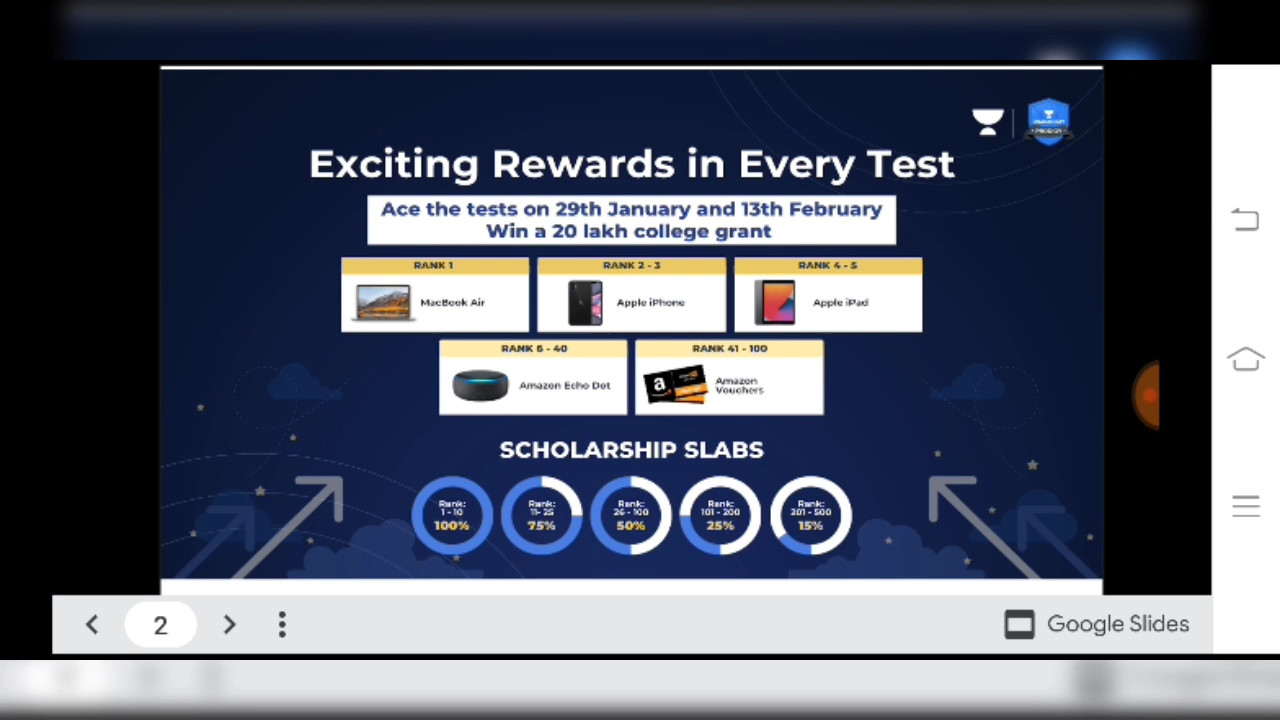 Exciting Rewards in Every Test
Ace the tests on 29th January and 13th February
Win a 20 lakh college grant
RANK 1
MacBook Air
RANK 2 - 3
Apple iPhone
RANK 4 - 5
Apple iPad
RANK 6 - 40
Amazon Echo Dot
RANK 41 - 100
Amazon
Vouchers
SCHOLARSHIP SLABS
Rank:
1 - 10
100%
Rank:
11- 25
75%
Rank:
26 - 100
50%
Rank:
101 - 200
25%
Rank:
201 - 500
15%
2
Google Slides